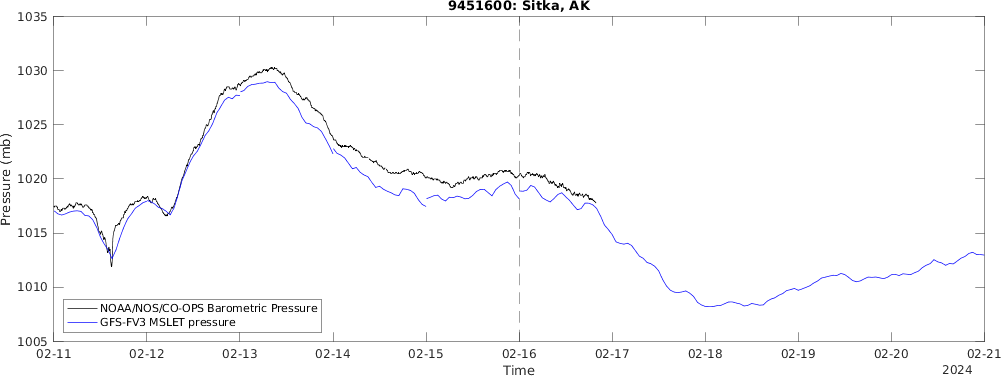 9451600: Sitka, AK
Pressure (mb)
1035
1030
1025
1020
1015
1010
1005
NOAA/NOS/CO-OPS Barometric Pressure
GFS-FV3 MSLET pressure
02-11 02-12 02-13 02-14 02-15 02-16 02-17 02-18 02-19 02-20 02-21
Time
2024